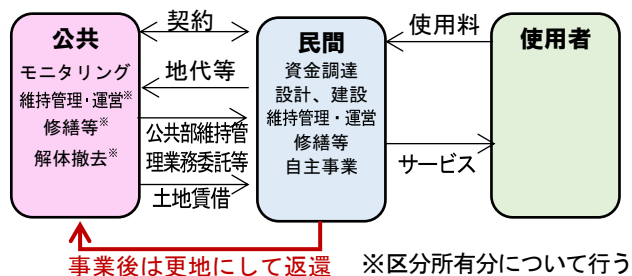 公共
モニタリング
維持管理・運営※
修繕等※
解体撤去※
契約
地代等
公共部維持管
理業務委託等
土地賃借
民間
資金調達
設計、建設
維持管理・運営
修繕等
自主事業
使用料
サービス
使用者
事業後は更地にして返還
※区分所有分について行う